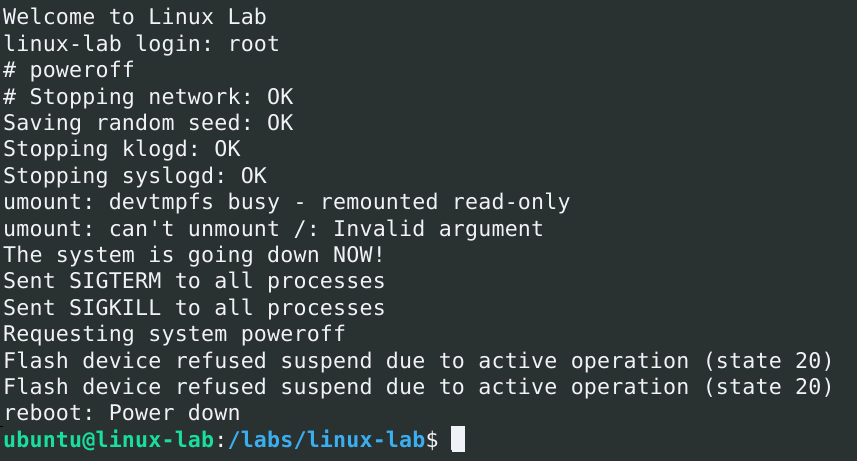 Welcome to Linux Lab
linux-lab login: root
# poweroff
# Stopping network: OK
Saving random seed: OK
Stopping klogd: OK
Stopping syslogd: OK
umount: devtmpfs busy - remounted read-only
umount: can't unmount /: Invalid argument
The system is going down NOW!
Sent SIGTERM to all processes
Sent SIGKILL to all processes
Requesting system poweroff
Flash device refused suspend due to active operation (state 20)
Flash device refused suspend due to active operation (state 20)
reboot: Power down
ubuntu@linux-lab:/labs/linux-lab$